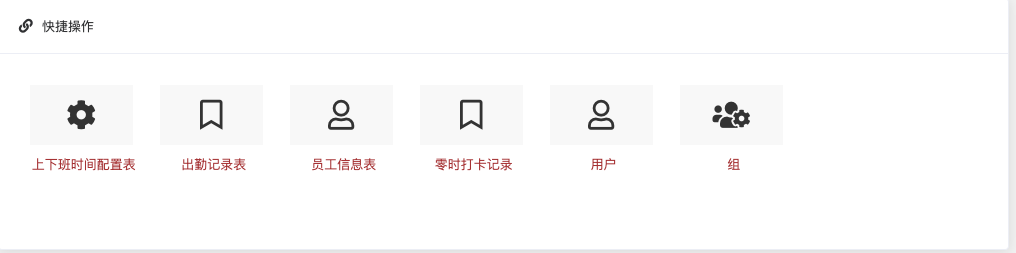 快捷操作
上下班时间配置表
出勤记录表
员工信息表
零时打卡记录
用户
组